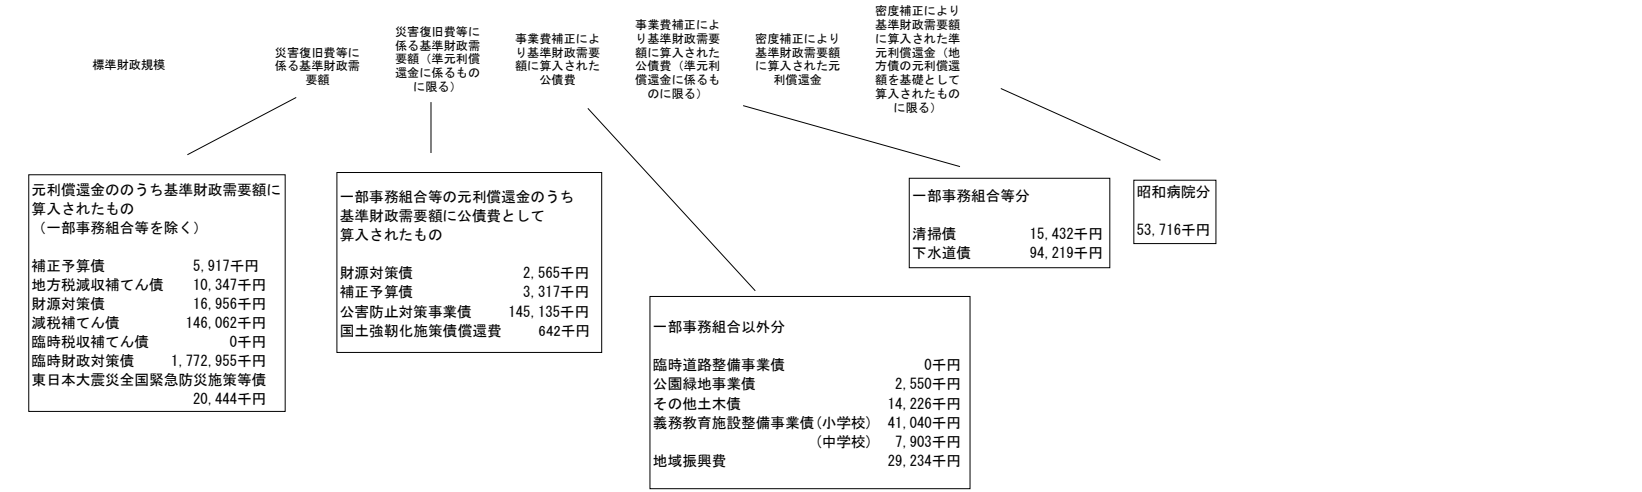 標準財政規模
災害復旧費等に
係る基準財政需
要額
災害復旧費等に
係る基準財政需
要額（準元利償
還金に係るもの
に限る）
事業費補正によ
り基準財政需要
額に算入された
公債費
事業費補正によ
り基準財政需要
額に算入された
公債費（準元利
償還金に係るも
のに限る）
密度補正により
基準財政需要額
に算入された元
利償還金
密度補正により
基準財政需要額
に算入された準
元利償還金（地
方債の元利償還
額を基礎として
算入されたもの
に限る）
元利償還金ののうち基準財政需要額に
算入されたもの
（一部事務組合等を除く）
補正予算債 5,917千円
地方税減収補てん債 10,347千円
財源対策債 16,956千円
減税補てん債 146,062千円
臨時税収補てん債 0千円
臨時財政対策債 1,772,955千円
東日本大震災全国緊急防災施策等債
20,444千円
一部事務組合等の元利償還金のうち
基準財政需要額に公債費として
算入されたもの
財源対策債 2,565千円
補正予算債 3,317千円
公害防止対策事業債 145,135千円
国土強靭化施策債償還費 642千円
一部事務組合以外分
臨時道路整備事業債 0千円
公園緑地事業債 2,550千円
その他土木債 14,226千円
義務教育施設整備事業債(小学校) 41,040千円
(中学校) 7,903千円
地域振興費 29,234千円
一部事務組合等分
清掃債 15,432千円
下水道債 94,219千円
昭和病院分
53,716千円